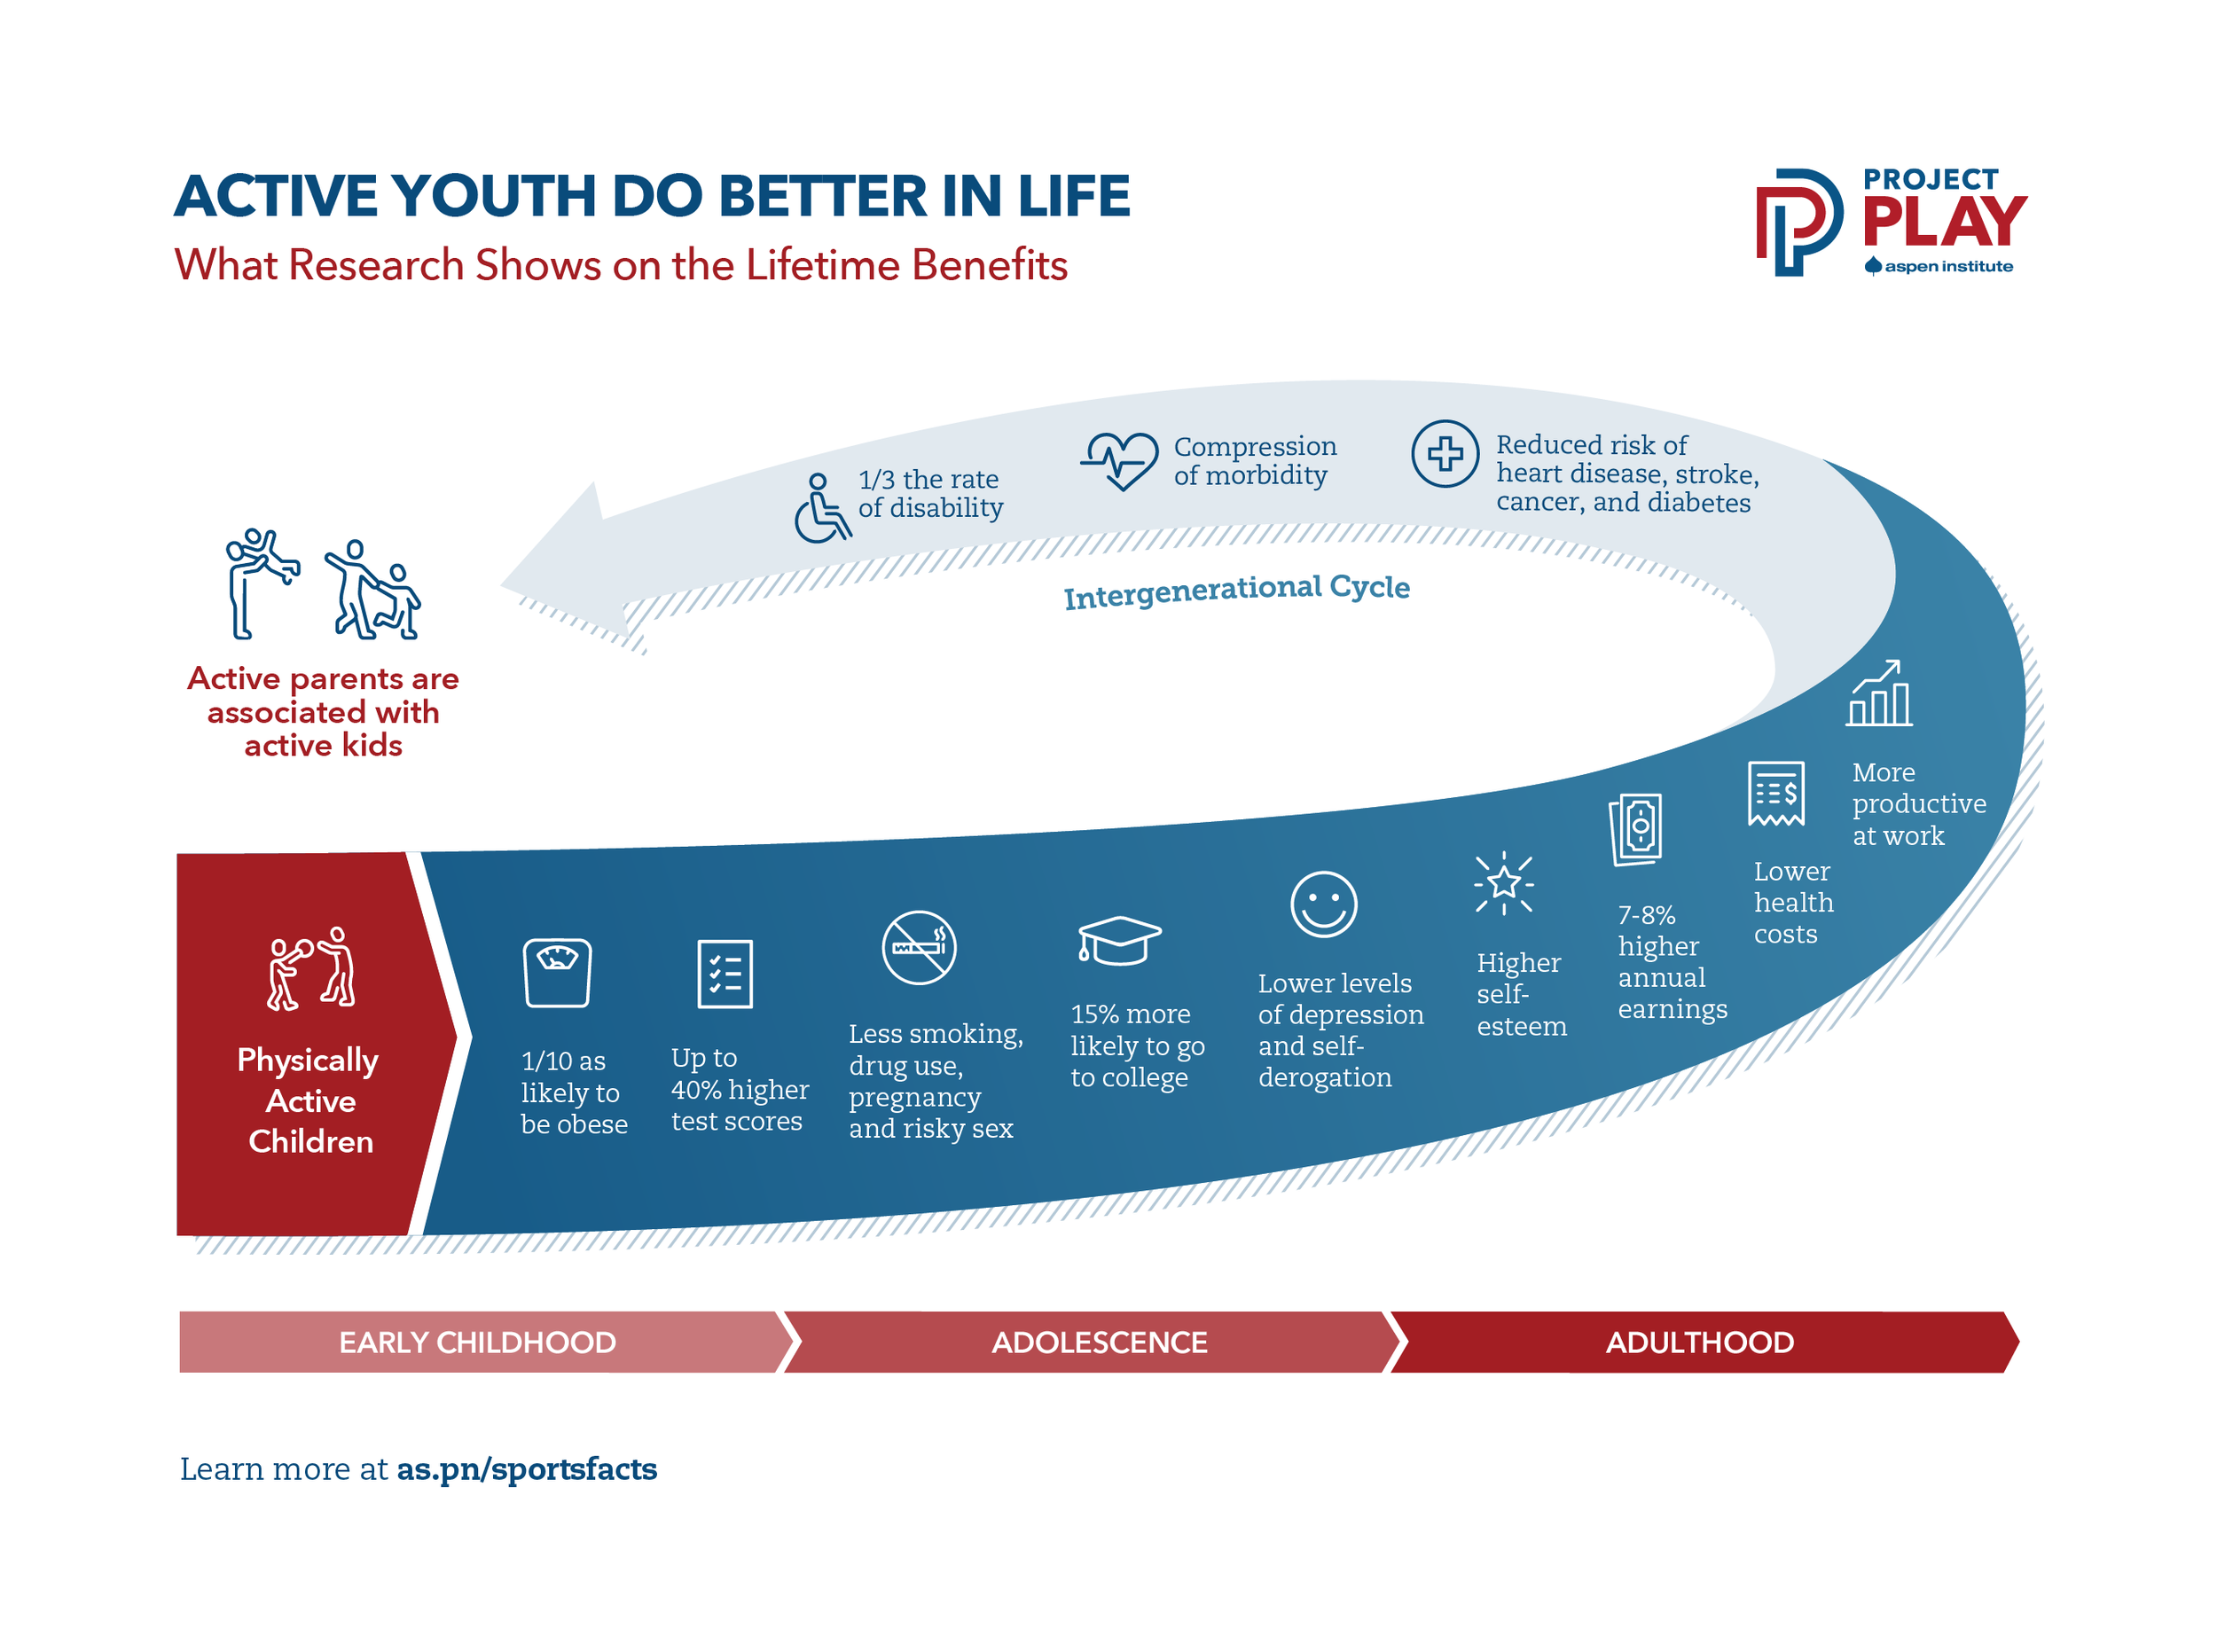 ACTIVE YOUTH DO BETTER IN LIFE
What Research Shows on the Lifetime Benefits
PROJECT
PLAY
aspen institute
1/3 the rate
of disability
Compression
of morbidity
Reduced risk of
heart disease, stroke,
cancer, and diabetes
Intergenerational Cycle
Active parents are
associated with
active kids
Physically
Active
Children
1/10 as
likely to
be obese
Up to
40% higher
test scores
Less smoking,
drug use,
pregnancy
and risky sex
15% more
likely to go
to college
Lower levels
of depression
and self-
derogation
Higher
self-
esteem
7-8%
higher
annual
earnings
Lower
health
costs
More
productive
at work
EARLY CHILDHOOD
ADOLESCENCE
ADULTHOOD
Learn more at as.pn/sportsfacts